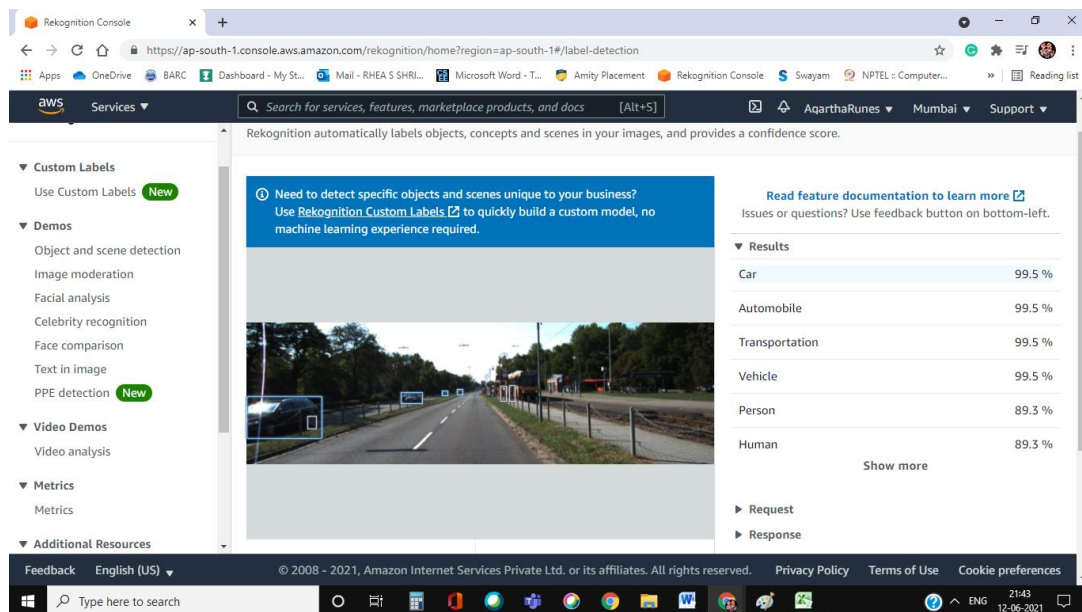 Rekognition Console
https://ap-south-1.console.aws.amazon.com/rekognition/home?region=ap-south-1#/label-detection
Apps OneDrive BARC Dashboard - My St... Mail - RHEA S SHRI... Microsoft Word - T... Amity Placement Rekognition Console Swayam NPTEL :: Computer... » Reading list
aws Services ▼ Search for services, features, marketplace products, and docs [Alt+S] AgarthaRunes ▼ Mumbai ▼ Support ▼
Rekognition automatically labels objects, concepts and scenes in your images, and provides a confidence score.
Custom Labels
Use Custom Labels New
Demos
Object and scene detection
Image moderation
Facial analysis
Celebrity recognition
Face comparison
Text in image
PPE detection New
Video Demos
Video analysis
Metrics
Metrics
Additional Resources
Need to detect specific objects and scenes unique to your business?
Use Rekognition Custom Labels to quickly build a custom model, no
machine learning experience required.
Read feature documentation to learn more
Issues or questions? Use feedback button on bottom-left.
Results
Car 99.5 %
Automobile 99.5 %
Transportation 99.5 %
Vehicle 99.5 %
Person 89.3 %
Human 89.3 %
Show more
Request
Response
Feedback English (US) © 2008 - 2021, Amazon Internet Services Private Ltd. or its affiliates. All rights reserved. Privacy Policy Terms of Use Cookie preferences
Type here to search ENG 21:43
12-06-2021